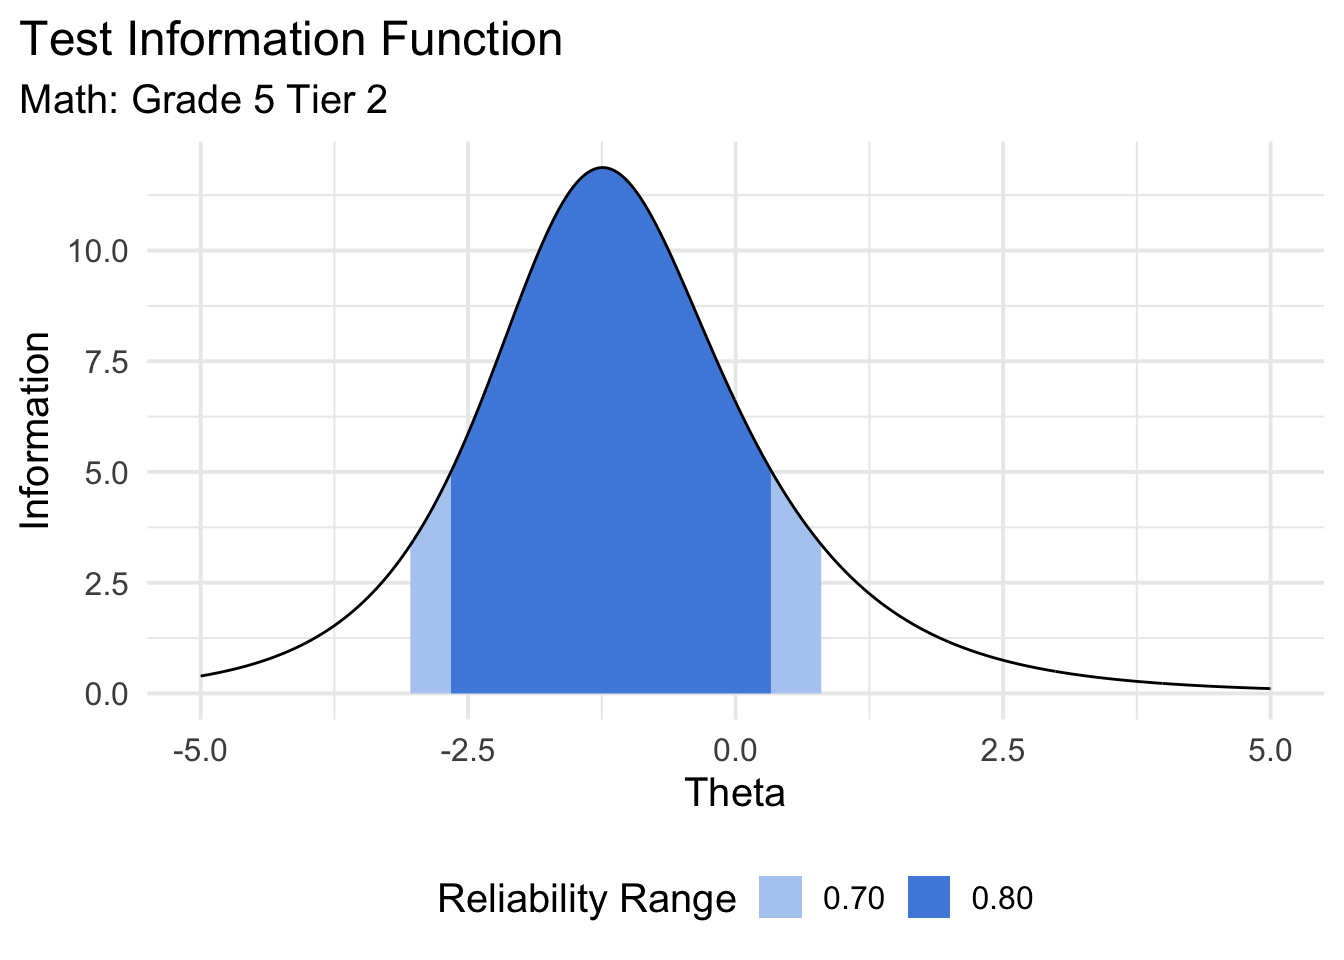 Test Information Function
Math: Grade 5 Tier 2
Information
10.0
7.5
5.0
2.5
0.0
-5.0 -2.5 0.0 2.5 5.0
Theta
Reliability Range 0.70 0.80